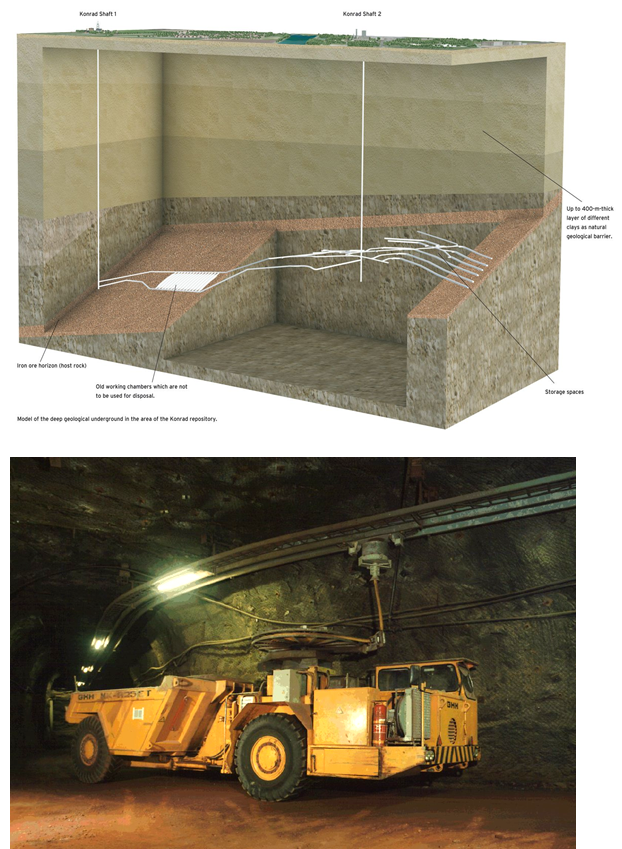 Konrad Shaft 1
Konrad Shaft 2
Up to 400-m-thick
layer of different
clays as natural
geological barrier.
Iron ore horizon (host rock)
Old working chambers which are not
to be used for disposal.
Storage spaces
Model of the deep geological underground in the area of the Konrad repository.
GHH
GHH